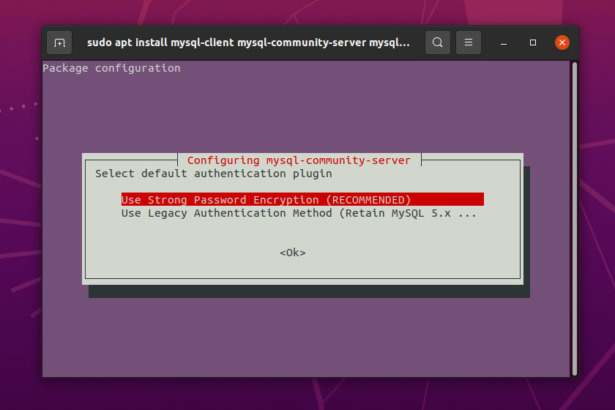 sudo apt install mysql-client mysql-community-server mysql...
Package configuration
Configuring mysql-community-server
Select default authentication plugin
Use Strong Password Encryption (RECOMMENDED)
Use Legacy Authentication Method (Retain MySQL 5.x ...
<Ok>